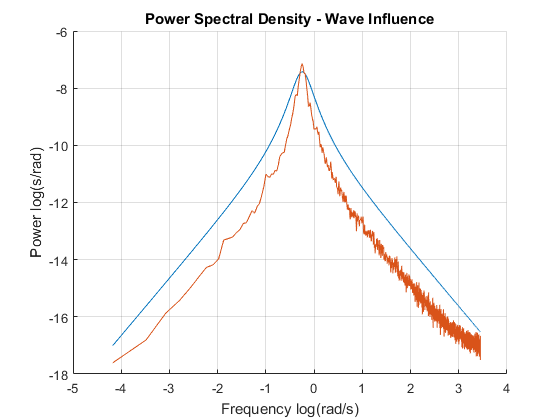 Power Spectral Density - Wave Influence
-6
-8
-10
-12
-14
-16
-18
Power log(s/rad)
-5 -4 -3 -2 -1 0 1 2 3 4
Frequency log(rad/s)